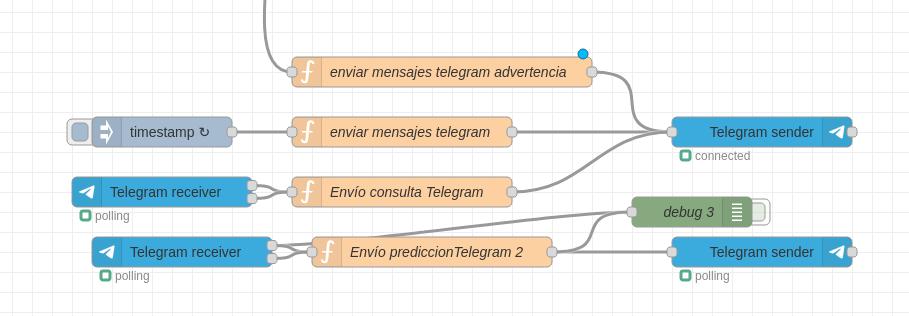 enviar mensajes telegram advertencia
timestamp ↻
enviar mensajes telegram
Telegram sender
connected
Telegram receiver
Envío consulta Telegram
polling
debug 3
Telegram receiver
Envío prediccionTelegram 2
Telegram sender
polling
polling